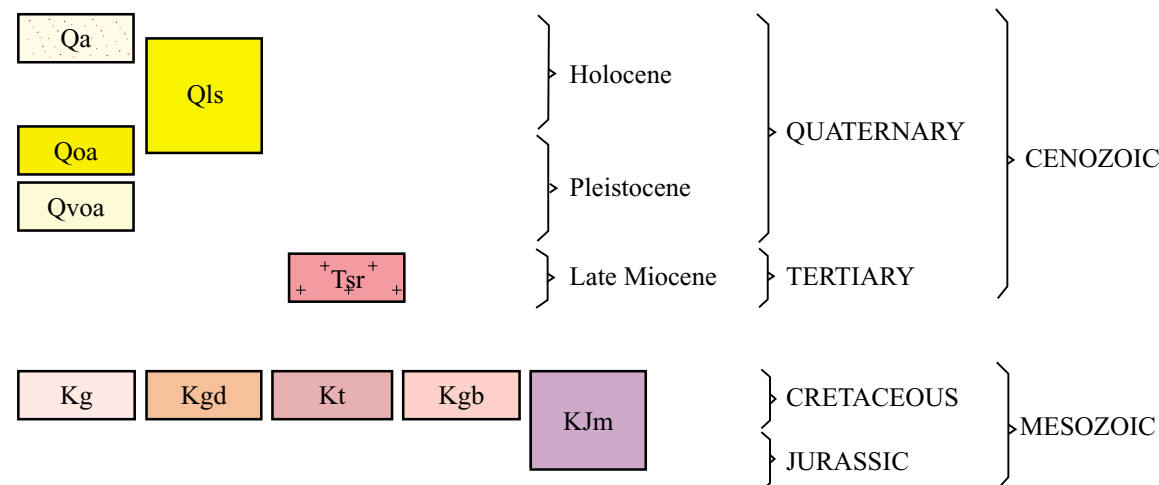 Qa
Qls
Holocene
Qoa
QUATERNARY
CENOZOIC
Qvoa
Pleistocene
Tsr
Late Miocene
TERTIARY
Kg
Kgd
Kt
Kgb
KJm
CRETACEOUS
MESOZOIC
JURASSIC